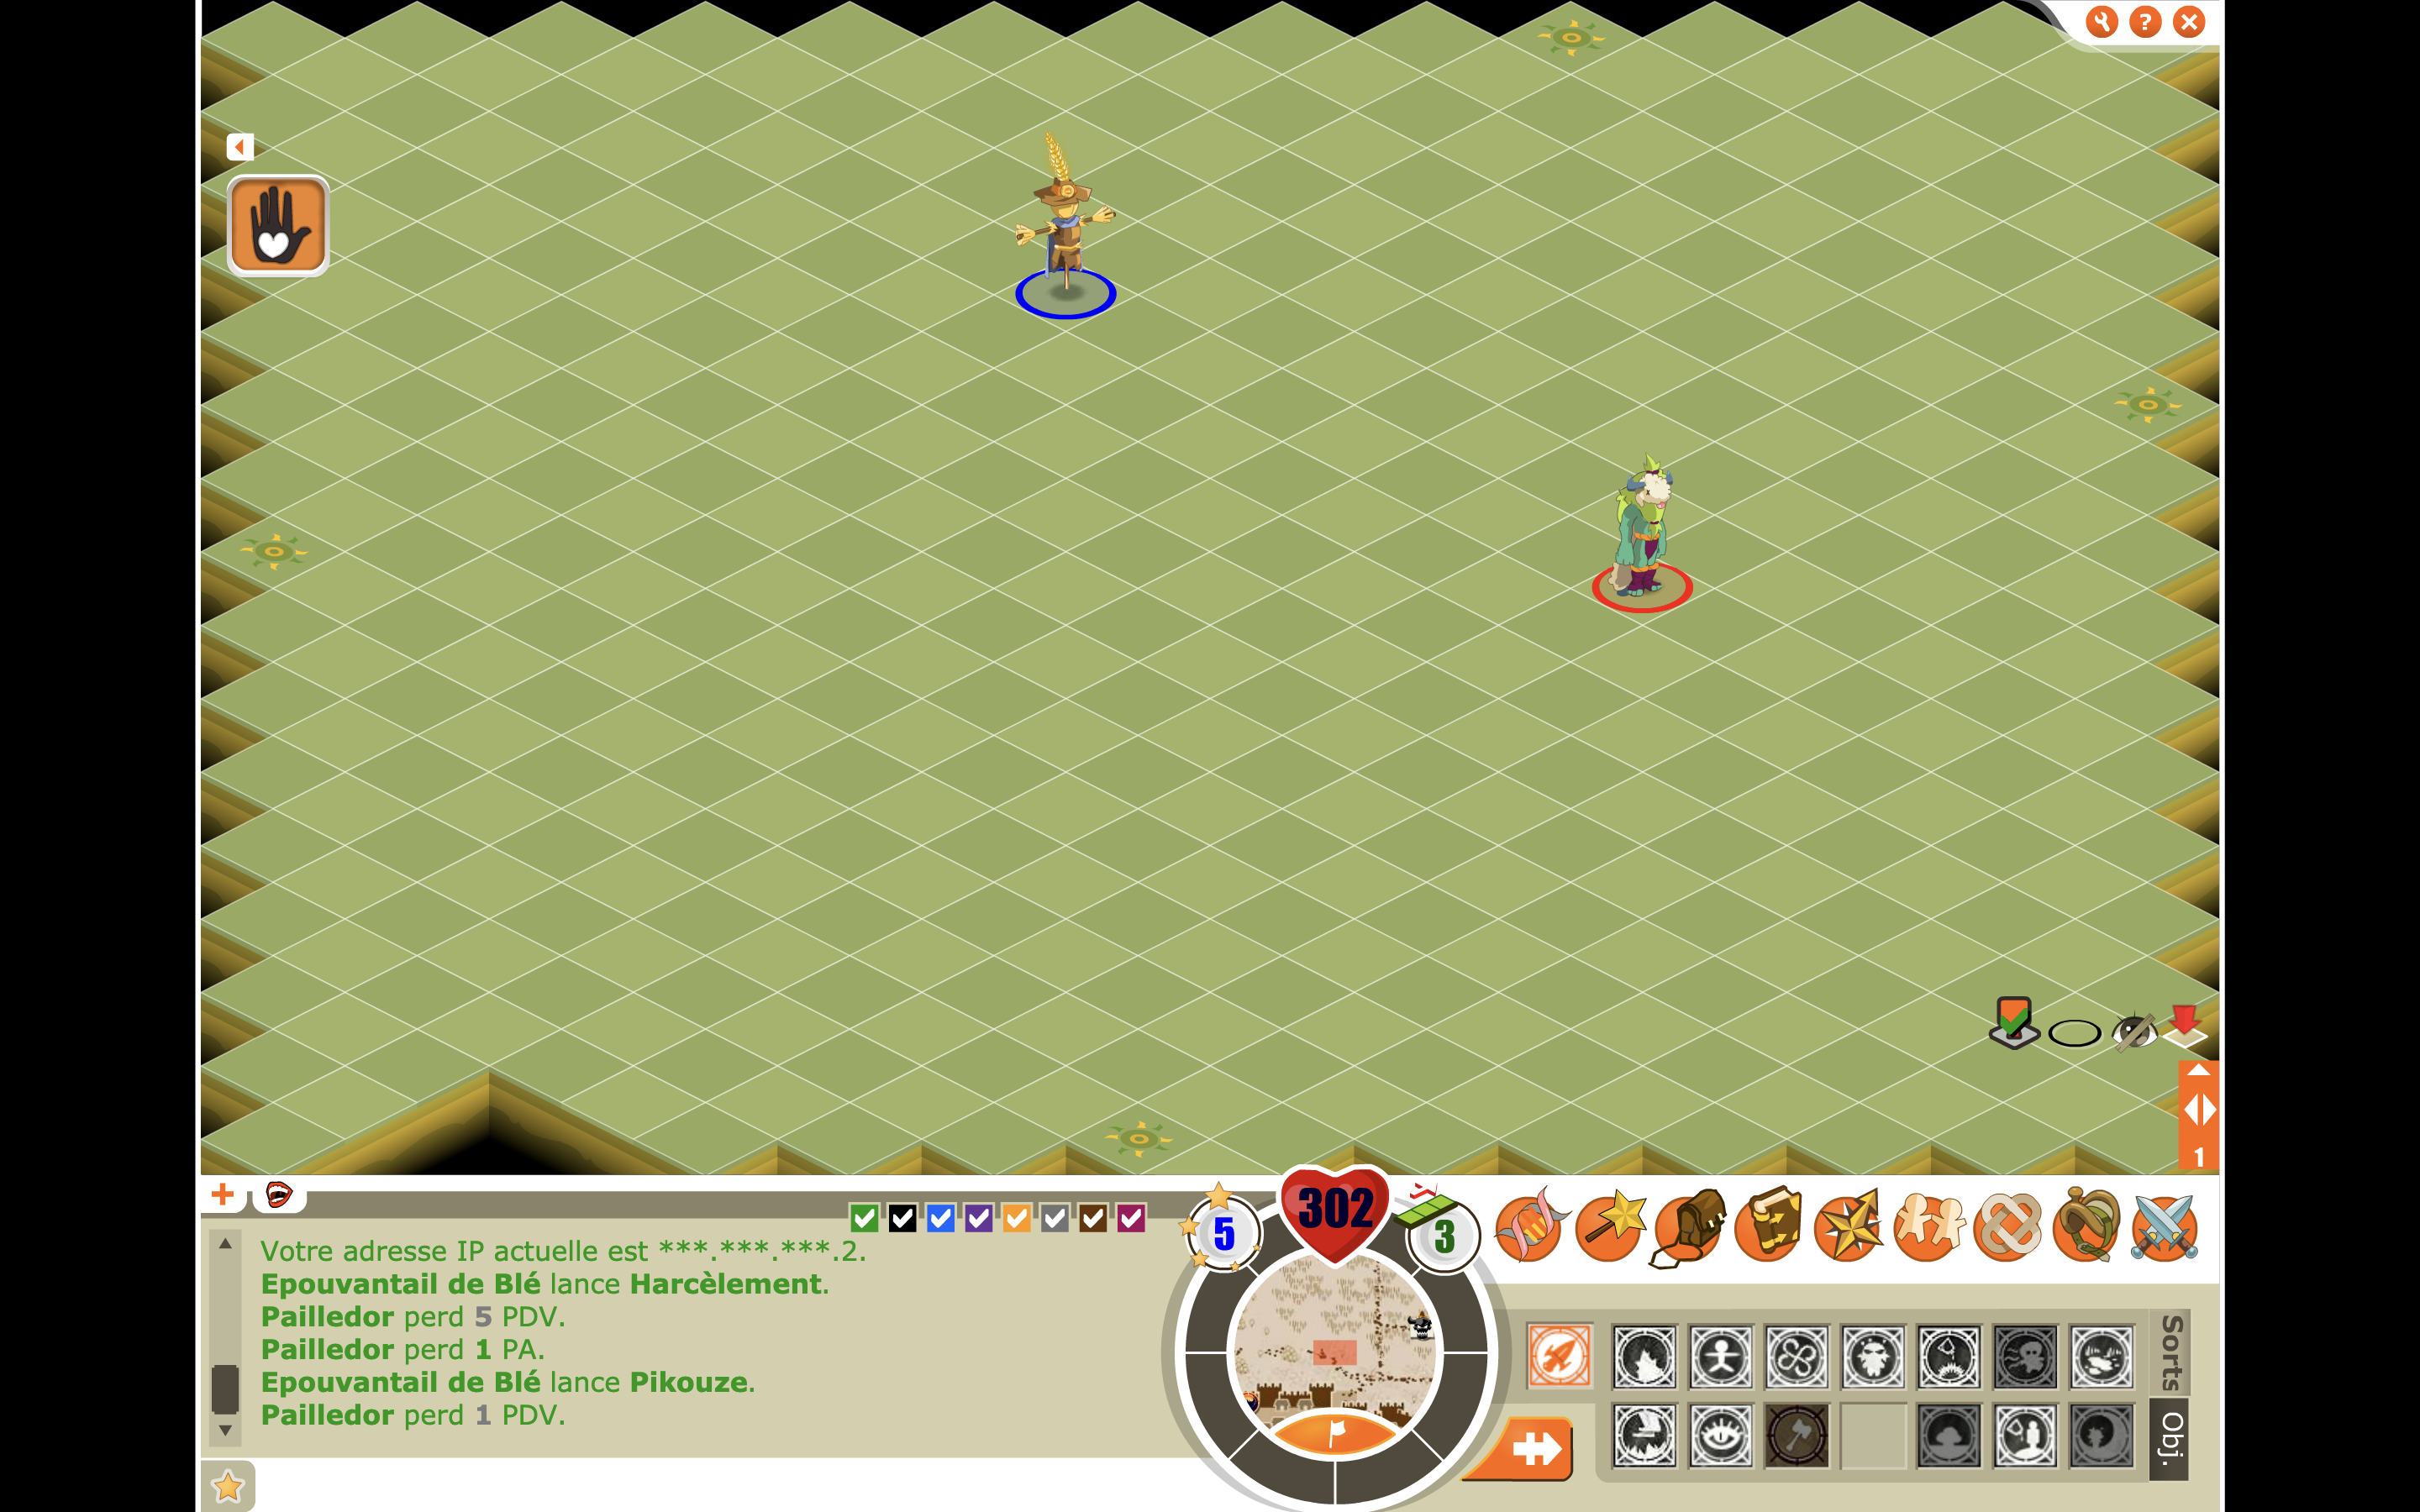 ?
1
5
302
3
Votre adresse IP actuelle est ***.***.***.2.
Epouvantail de Blé lance Harcèlement.
Pailledor perd 5 PDV.
Pailledor perd 1 PA.
Epouvantail de Blé lance Pikouze.
Pailledor perd 1 PDV.
Sorts
Obj.